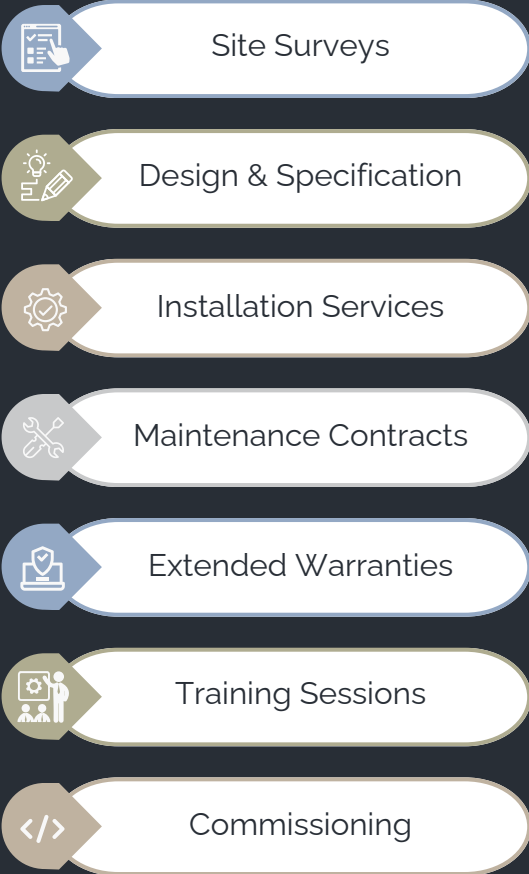 Site Surveys
Design & Specification
Installation Services
Maintenance Contracts
Extended Warranties
Training Sessions
Commissioning